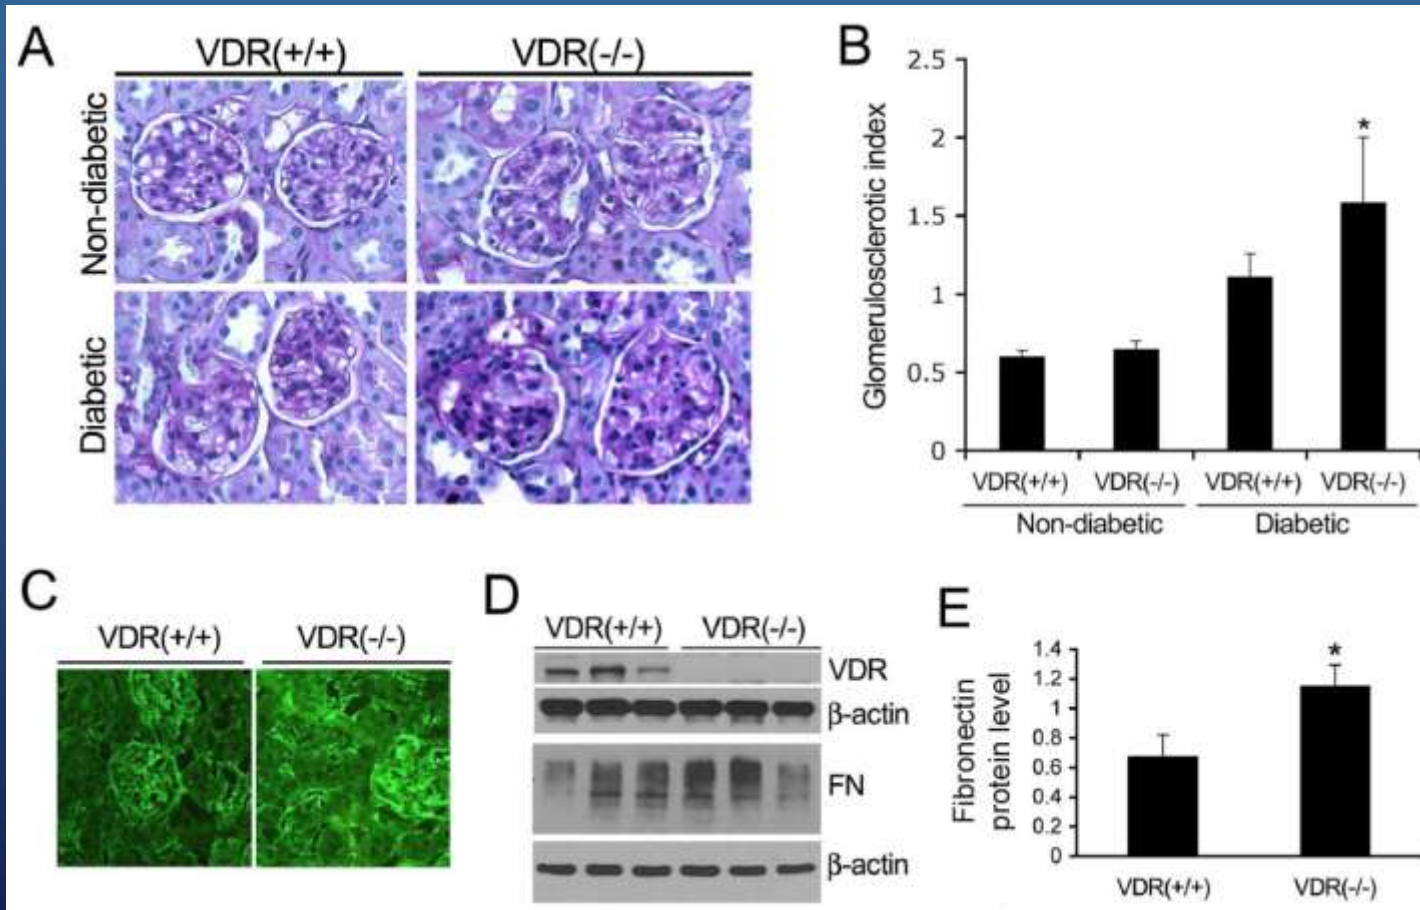 A
VDR(+/+)
VDR(-/-)
Non-diabetic
Diabetic
B
Glomerulosclerotic index
2.5
2
1.5
1
0.5
0
*
VDR(+/+)
VDR(-/-)
VDR(+/+)
VDR(-/-)
Non-diabetic
Diabetic
C
VDR(+/+)
VDR(-/-)
D
VDR(+/+)
VDR(-/-)
VDR
β-actin
FN
β-actin
E
Fibronectin
protein level
1.4
1.2
1
0.8
0.6
0.4
0.2
0
*
VDR(+/+)
VDR(-/-)